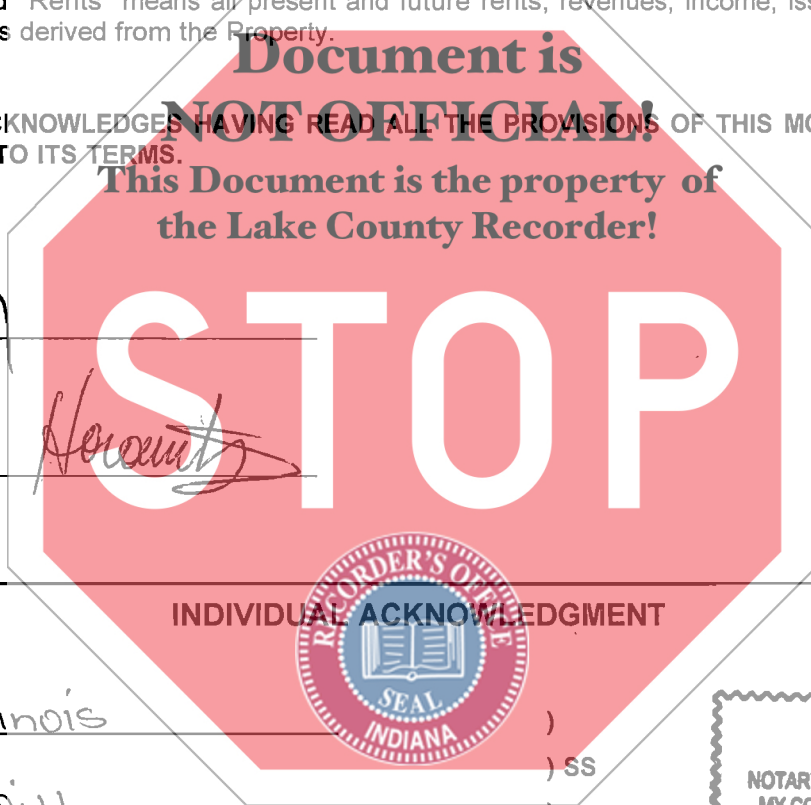 "Rents" means all present and future rents, revenues, income,
derived from the Property.
Document is
NOT OFFICIAL!
HAVING READ ALL THE PROVISIONS OF THIS
TO ITS TERMS.
This Document is the property of
the Lake County Recorder!
STOP
RECORDER'S OFFICE
SEAL
INDIANA
INDIVIDUAL ACKNOWLEDGMENT
)
) SS